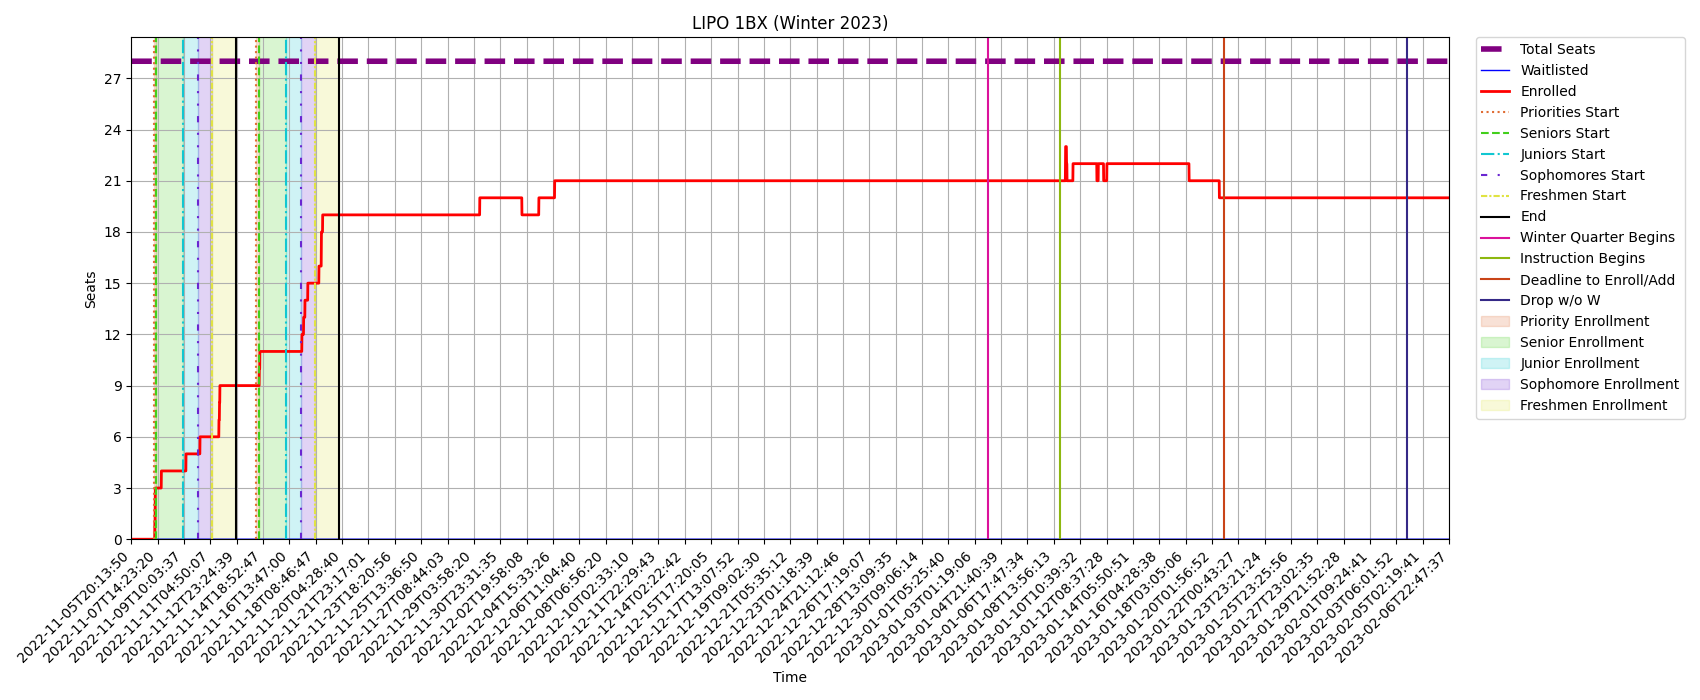 LIPO 1BX (Winter 2023)
Seats
27
24
21
18
15
12
9
6
3
0
2022-11-05T20:13:50
2022-11-07T14:23:20
2022-11-09T10:03:37
2022-11-11T04:50:07
2022-11-12T23:24:39
2022-11-14T18:52:47
2022-11-16T13:47:00
2022-11-18T08:46:47
2022-11-20T04:28:40
2022-11-21T23:17:01
2022-11-23T18:20:56
2022-11-25T13:36:50
2022-11-27T08:44:03
2022-11-29T03:58:20
2022-11-30T23:31:35
2022-12-02T19:58:08
2022-12-04T15:33:26
2022-12-06T11:04:40
2022-12-08T06:56:20
2022-12-10T02:33:10
2022-12-11T22:29:43
2022-12-14T02:22:42
2022-12-15T17:20:05
2022-12-17T13:07:52
2022-12-19T09:02:30
2022-12-21T05:35:12
2022-12-23T01:18:39
2022-12-24T21:12:46
2022-12-26T17:19:07
2022-12-28T13:09:35
2022-12-30T09:06:14
2023-01-01T05:25:40
2023-01-03T01:19:06
2023-01-04T21:40:39
2023-01-06T17:47:34
2023-01-08T13:56:13
2023-01-10T10:39:32
2023-01-12T08:37:28
2023-01-14T05:50:51
2023-01-16T04:28:38
2023-01-18T03:05:06
2023-01-20T01:56:52
2023-01-22T00:43:27
2023-01-23T23:21:24
2023-01-25T23:25:56
2023-01-27T23:02:35
2023-01-29T21:52:28
2023-02-01T09:24:41
2023-02-03T06:01:52
2023-02-05T02:19:41
2023-02-06T22:47:37
Time
Total Seats
Waitlisted
Enrolled
Priorities Start
Seniors Start
Juniors Start
Sophomores Start
Freshmen Start
End
Winter Quarter Begins
Instruction Begins
Deadline to Enroll/Add
Drop w/o W
Priority Enrollment
Senior Enrollment
Junior Enrollment
Sophomore Enrollment
Freshmen Enrollment